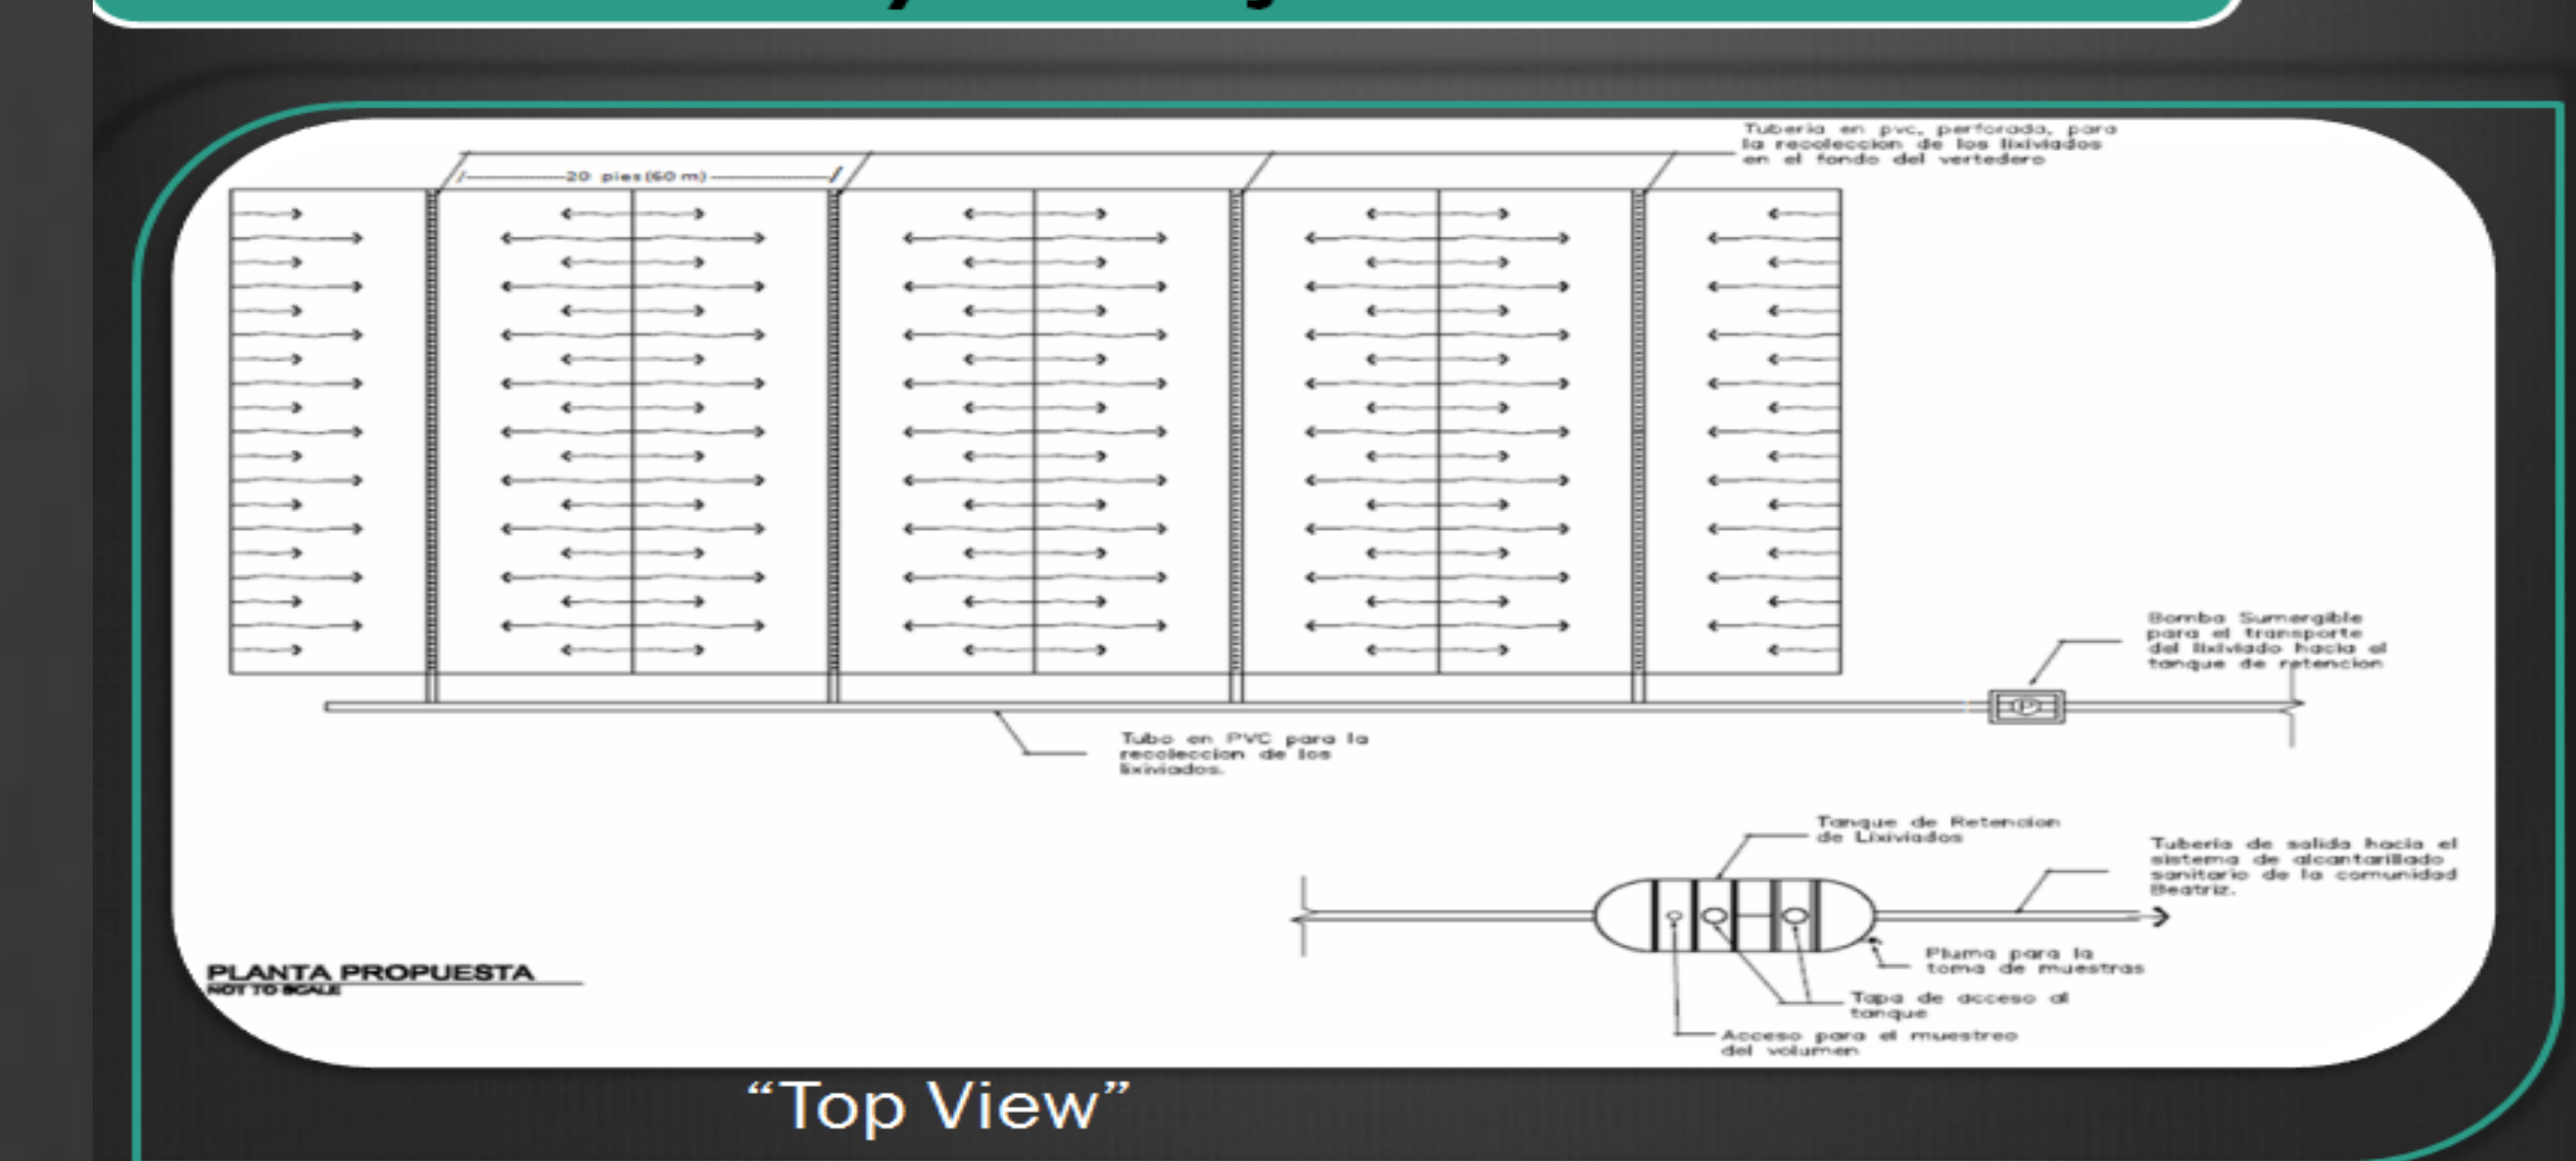 Tuberia en pvc, perforada, para
la recoleccion de los lixiviados
en el fondo del vertedero
20 pies(60 m)
Bomba Sumergible
para el transporte
del lixiviado hacia el
tanque de retencion
P
Tubo en PVC para la
recoleccion de los
lixiviados.
Tanque de Retencion
de Lixiviados
Tubería de salida hacia el
sistema de alcantarillado
sanitario de la comunidad
Beatriz.
Pluma para la
toma de muestras
Tapa de acceso al
tanque
Acceso para el muestreo
del volumen
PLANTA PROPUESTA
NOT TO SCALE
“Top View”